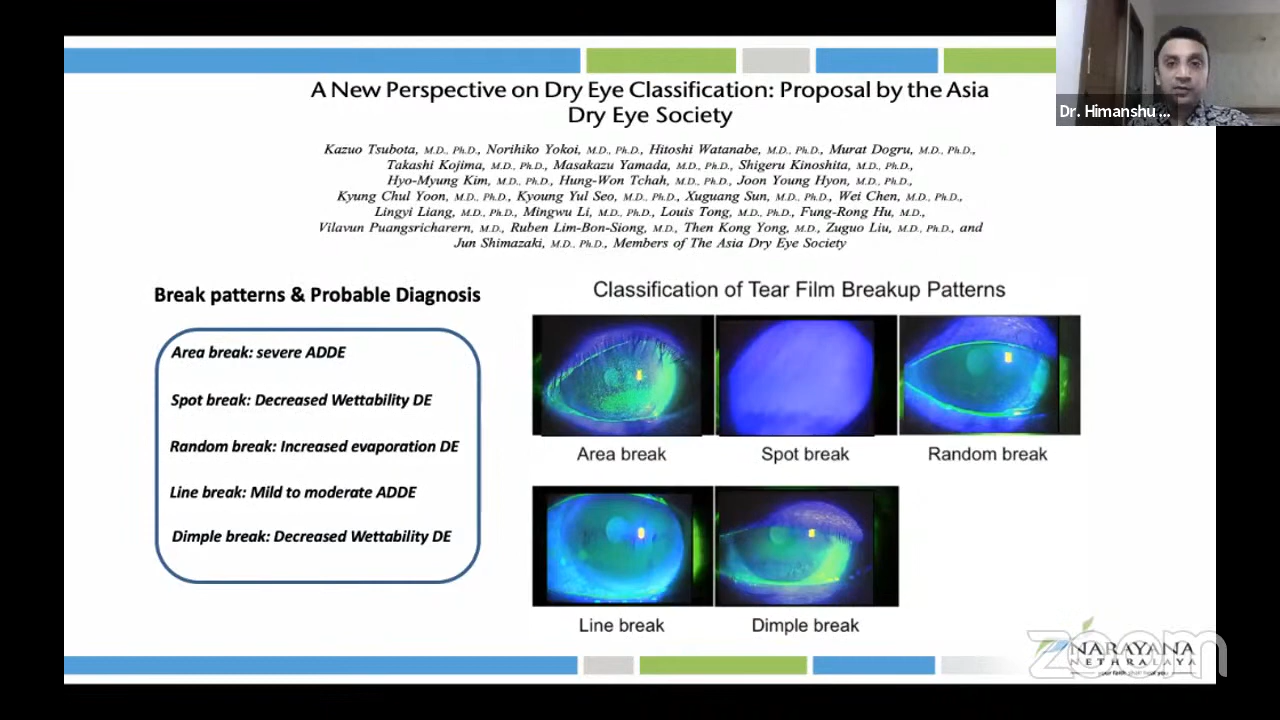 A New Perspective on Dry Eye Classification: Proposal by the Asia
Dry Eye Society
Kazuo Tsubota, M.D., Ph.D., Norihiko Yokoi, M.D., Ph.D., Hitoshi Watanabe, M.D., Ph.D., Murat Dogru, M.D., Ph.D.,
Takashi Kojima, M.D., Ph.D., Masakazu Yamada, M.D., Ph.D., Shigeru Kinoshita, M.D., Ph.D.,
Hyo-Myung Kim, M.D., Ph.D., Hung-Won Tchah, M.D., Ph.D., Joon Young Hyon, M.D., Ph.D.,
Kyung Chul Yoon, M.D., Ph.D., Kyoung Yul Seo, M.D., Ph.D., Xuguang Sun, M.D., Ph.D., Wei Chen, M.D., Ph.D.,
Lingyi Liang, M.D., Ph.D., Mingwu Li, M.D., Ph.D., Louis Tong, M.D., Ph.D., Fung-Rong Hu, M.D.,
Vilavun Puangsricharern, M.D., Ruben Lim-Bon-Siong, M.D., Then Kong Yong, M.D., Zuguo Liu, M.D., Ph.D., and
Jun Shimazaki, M.D., Ph.D., Members of The Asia Dry Eye Society
Dr. Himanshu ...
Break patterns & Probable Diagnosis
Area break: severe ADDE
Spot break: Decreased Wettability DE
Random break: Increased evaporation DE
Line break: Mild to moderate ADDE
Dimple break: Decreased Wettability DE
Classification of Tear Film Breakup Patterns
Area break
Spot break
Random break
Line break
Dimple break
zoom
NARAYANA
NETHRALAYA